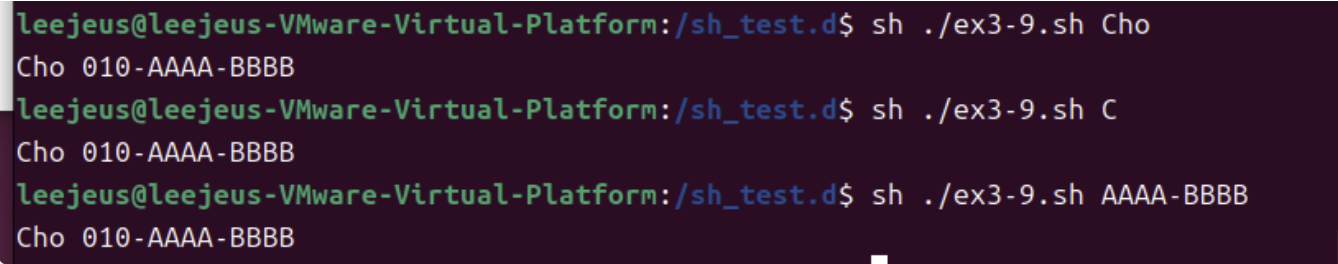 leejeus@leejeus-VMware-Virtual-Platform:/sh_test.d$ sh ./ex3-9.sh Cho
Cho 010-AAAA-BBBB
leejeus@leejeus-VMware-Virtual-Platform:/sh_test.d$ sh ./ex3-9.sh C
Cho 010-AAAA-BBBB
leejeus@leejeus-VMware-Virtual-Platform:/sh_test.d$ sh ./ex3-9.sh AAAA-BBBB
Cho 010-AAAA-BBBB